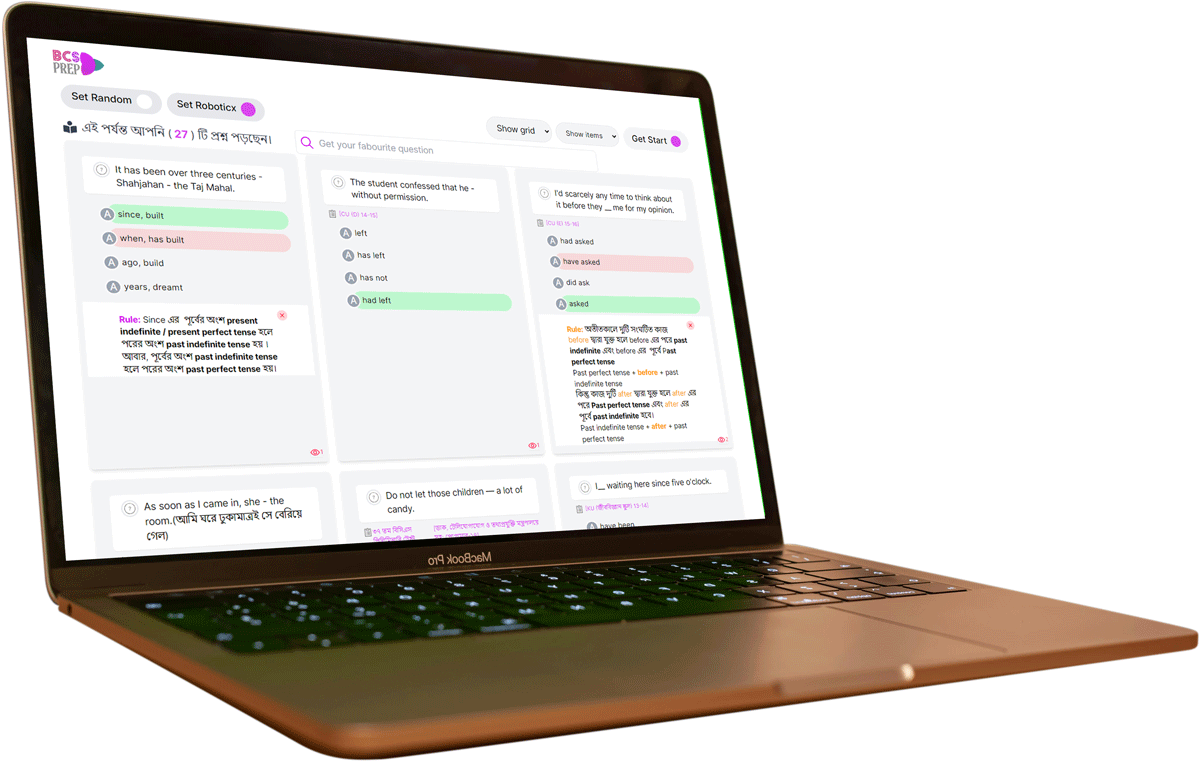 BCS
PREP
Set Random
Set Roboticx
Show grid
Show items
Get Start
এই পর্যন্ত আপনি ( 27 ) টি প্রশ্ন পড়ছেন।
Get your fabourite question
It has been over three centuries -
Shahjahan - the Taj Mahal.
A since, built
A when, has built
A ago, build
A years, dreamt
Rule: Since এর পূর্বের অংশ present
indefinite / present perfect tense হলে
পরের অংশ past indefinite tense হয়।
আবার, পূর্বের অংশ past indefinite tense
হলে পরের অংশ past perfect tense হয়।
1
The student confessed that he -
without permission.
[CU (D) 14-15]
A left
A has left
A has not
A had left
1
I'd scarcely any time to think about
it before they __ me for my opinion.
[CU (E) 15-16]
A had asked
A have asked
A did ask
A asked
Rule: অতীতকালে দুটি সংঘটিত কাজ
before দ্বারা যুক্ত হলে before এর পরে past
indefinite এবং before এর পূর্বে Past
perfect tense
Past perfect tense + before + past
indefinite tense
কিন্তু কাজ দুটি after দ্বারা যুক্ত হলে after এর
পরে Past perfect tense এবং after এর
পূর্বে past indefinite হবে।
Past indefinite tense + after + past
perfect tense
2
As soon as I came in, she - the
room.(আমি ঘরে ঢুকামাত্রই সে বেরিয়ে
গেল)
Do not let those children — a lot of
candy.
৩৭ তম বিসিএস
I__ waiting here since five o'clock.
A have been
MacBook Pro